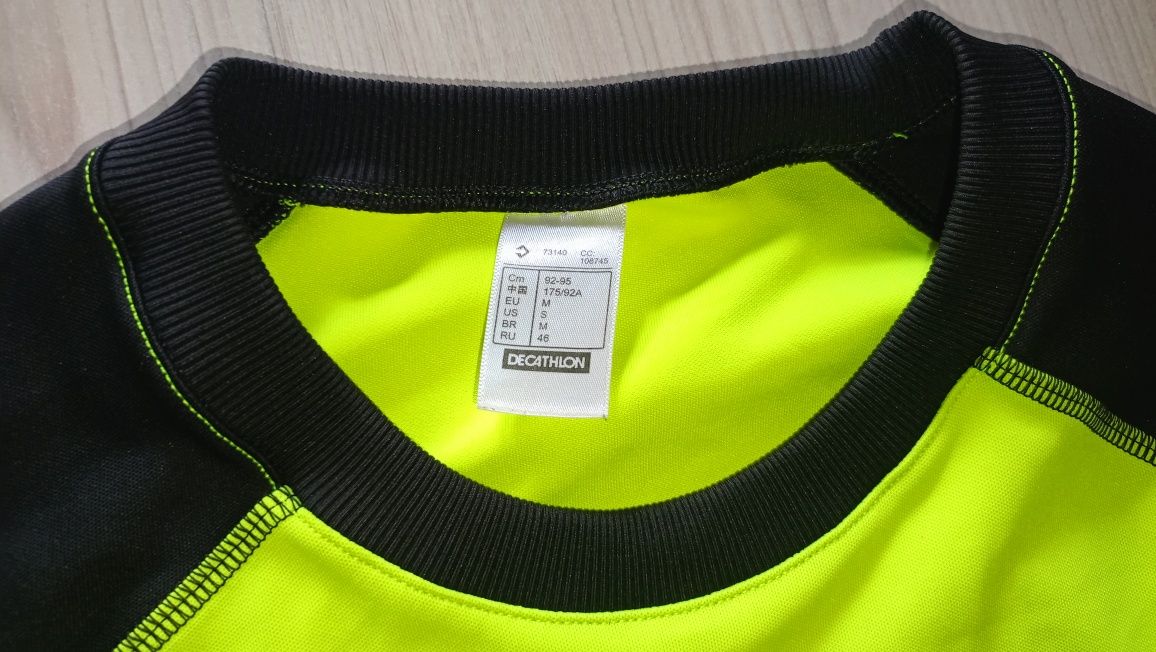 73140 CC:
108745
Cm 92-95
中国 175/92A
EU M
US S
BR M
RU 46
DECATHLON